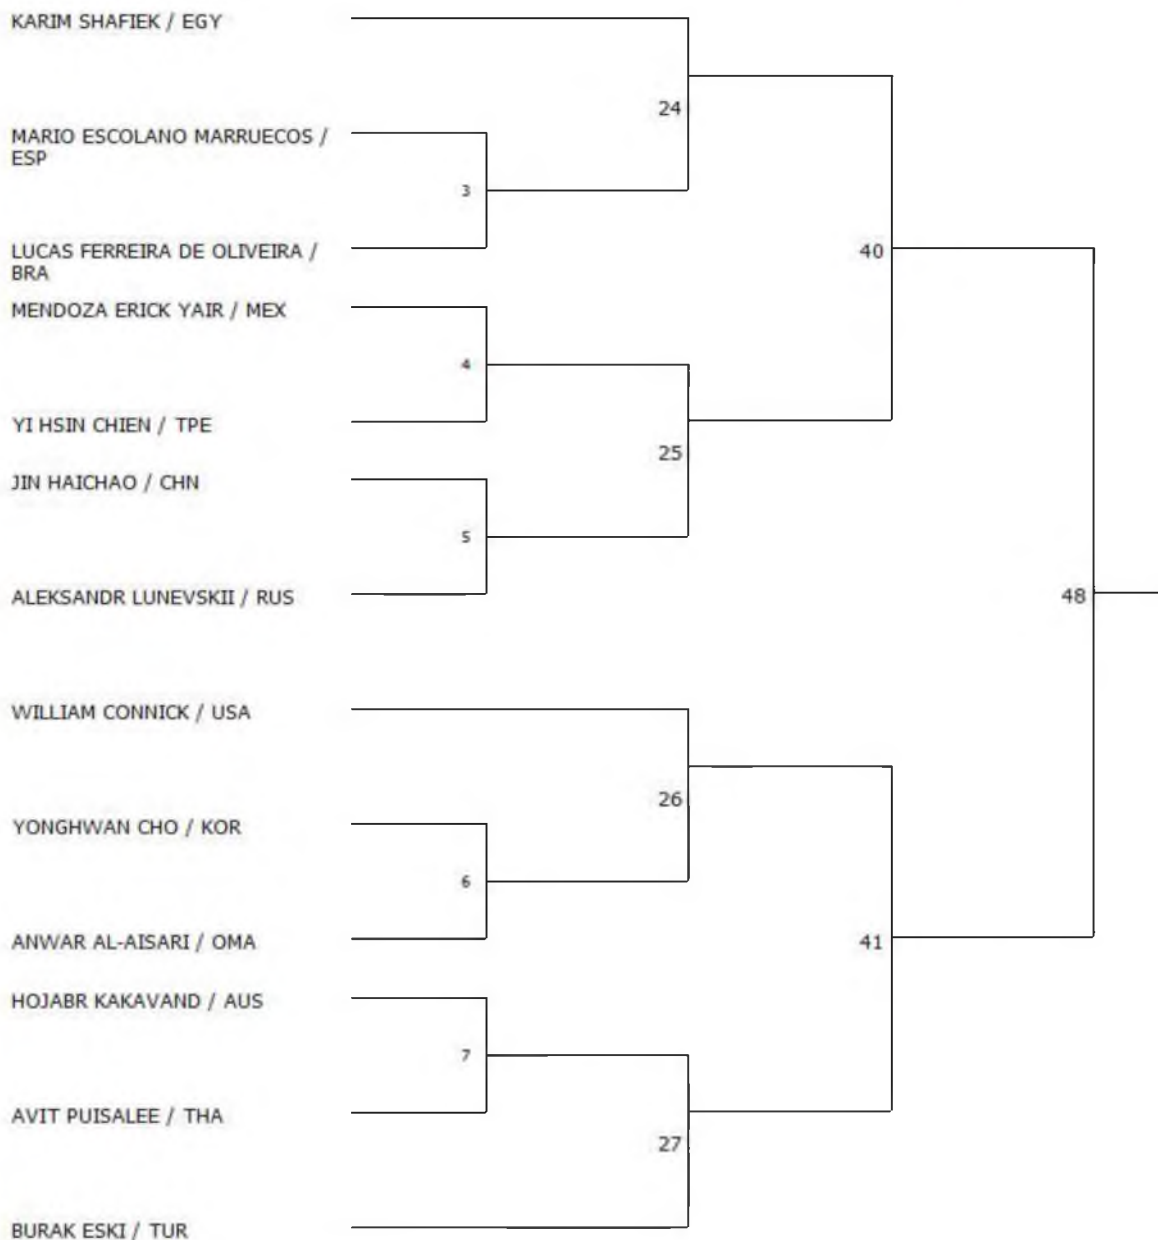 KARIM SHAFIEK / EGY
24
MARIO ESCOLANO MARRUECOS /
ESP
3
LUCAS FERREIRA DE OLIVEIRA /
BRA
40
MENDOZA ERICK YAIR / MEX
4
YI HSIN CHIEN / TPE
25
JIN HAICHAO / CHN
5
ALEKSANDR LUNEVSKII / RUS
48
WILLIAM CONNICK / USA
26
YONGHWAN CHO / KOR
6
ANWAR AL-AISARI / OMA
41
HOJABR KAKAVAND / AUS
7
AVIT PUISALEE / THA
27
BURAK ESKI / TUR